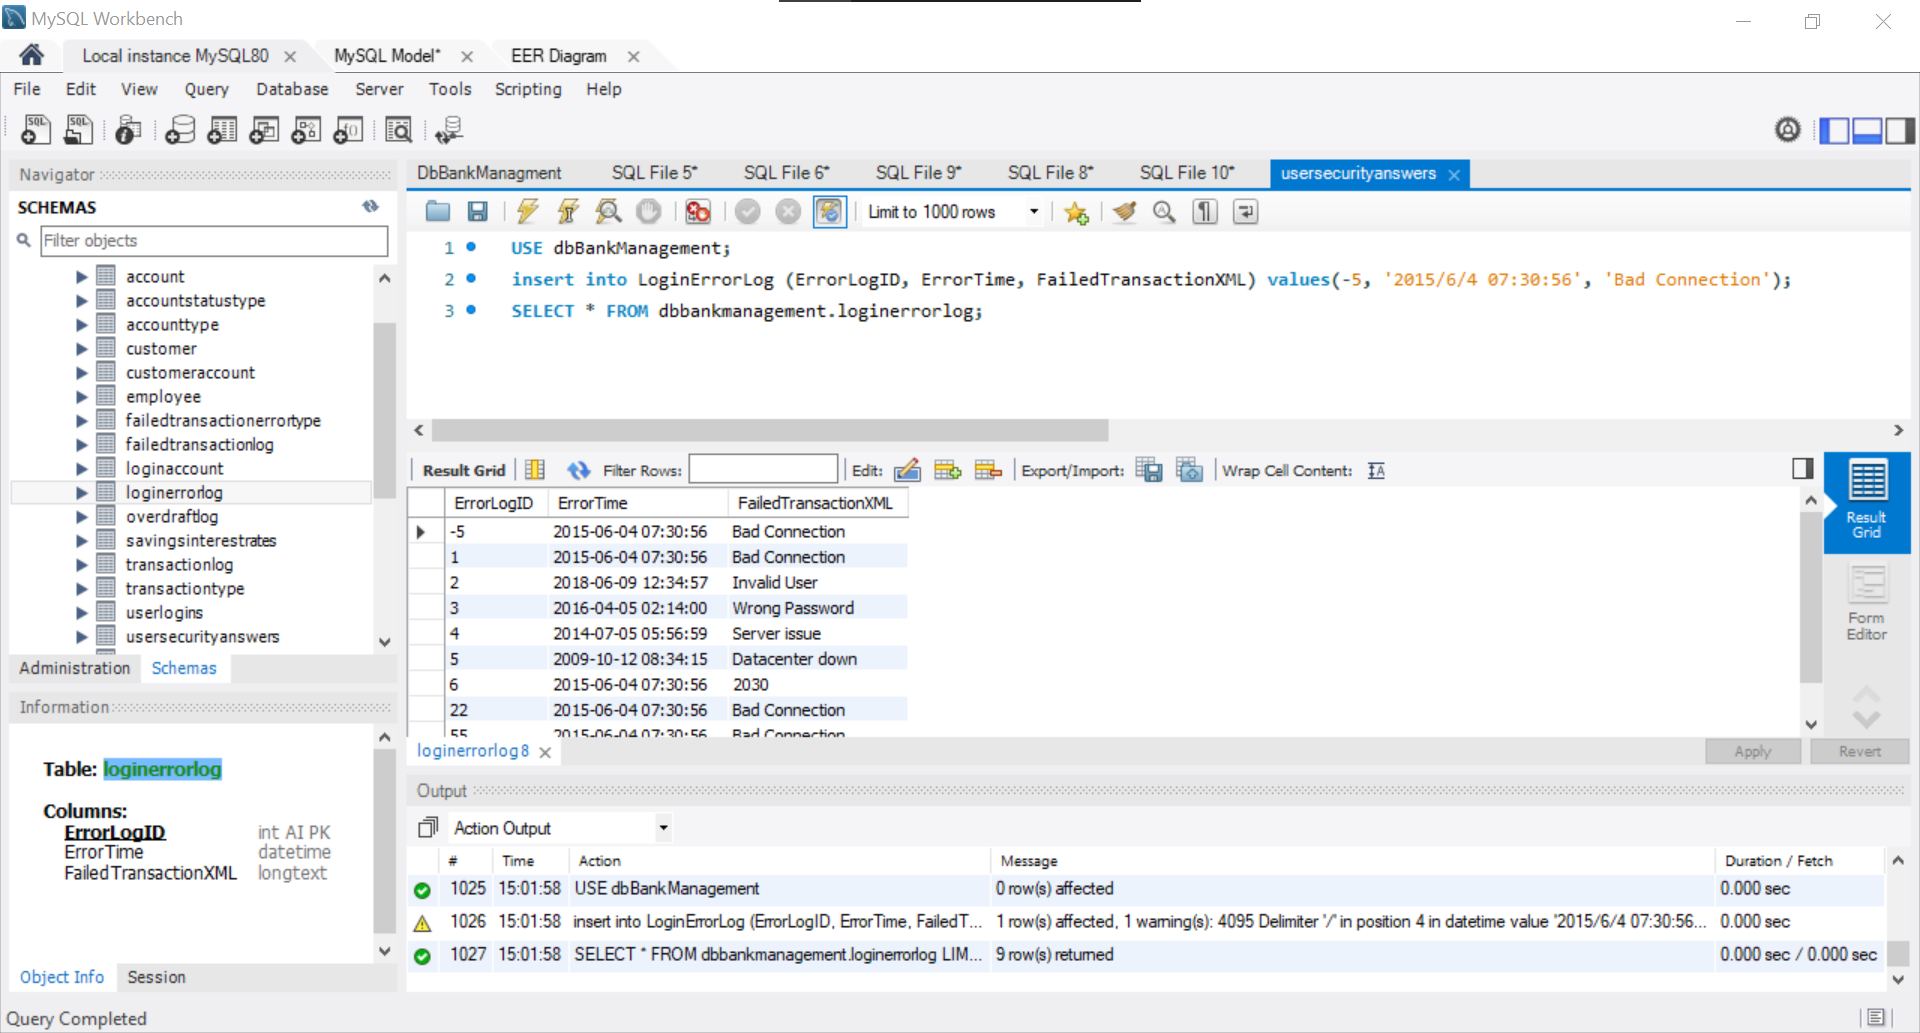 MySQL Workbench
Local instance MySQL80
MySQL Model*
EER Diagram
File Edit View Query Database Server Tools Scripting Help
Navigator
SCHEMAS
Filter objects
account
accountstatustype
accounttype
customer
customeraccount
employee
failedtransactionerrortype
failedtransactionlog
loginaccount
loginerrorlog
overdraftlog
savingsinterestrates
transactionlog
transactiontype
userlogins
usersecurityanswers
Administration Schemas
Information
Table: loginerrorlog
Columns:
ErrorLogID int AI PK
ErrorTime datetime
FailedTransactionXML longtext
Object Info Session
Query Completed
DbBankManagment SQL File 5* SQL File 6* SQL File 9* SQL File 8* SQL File 10* usersecurityanswers
Limit to 1000 rows
1 USE dbBankManagement;
2 insert into LoginErrorLog (ErrorLogID, ErrorTime, FailedTransactionXML) values(-5, '2015/6/4 07:30:56', 'Bad Connection');
3 SELECT * FROM dbbankmanagement.loginerrorlog;
Result Grid Filter Rows: Edit: Export/Import: Wrap Cell Content:
ErrorLogID ErrorTime FailedTransactionXML
-5 2015-06-04 07:30:56 Bad Connection
1 2015-06-04 07:30:56 Bad Connection
2 2018-06-09 12:34:57 Invalid User
3 2016-04-05 02:14:00 Wrong Password
4 2014-07-05 05:56:59 Server issue
5 2009-10-12 08:34:15 Datacenter down
6 2015-06-04 07:30:56 2030
22 2015-06-04 07:30:56 Bad Connection
55 2015-06-04 07:30:56 Bad Connection
Result
Grid
Form
Editor
loginerrorlog8
Apply Revert
Output
Action Output
# Time Action Message Duration / Fetch
1025 15:01:58 USE dbBankManagement 0 row(s) affected 0.000 sec
1026 15:01:58 insert into LoginErrorLog (ErrorLogID, ErrorTime, FailedT... 1 row(s) affected, 1 warning(s): 4095 Delimiter '/' in position 4 in datetime value '2015/6/4 07:30:56... 0.000 sec
1027 15:01:58 SELECT * FROM dbbankmanagement.loginerrorlog LIM... 9 row(s) returned 0.000 sec / 0.000 sec